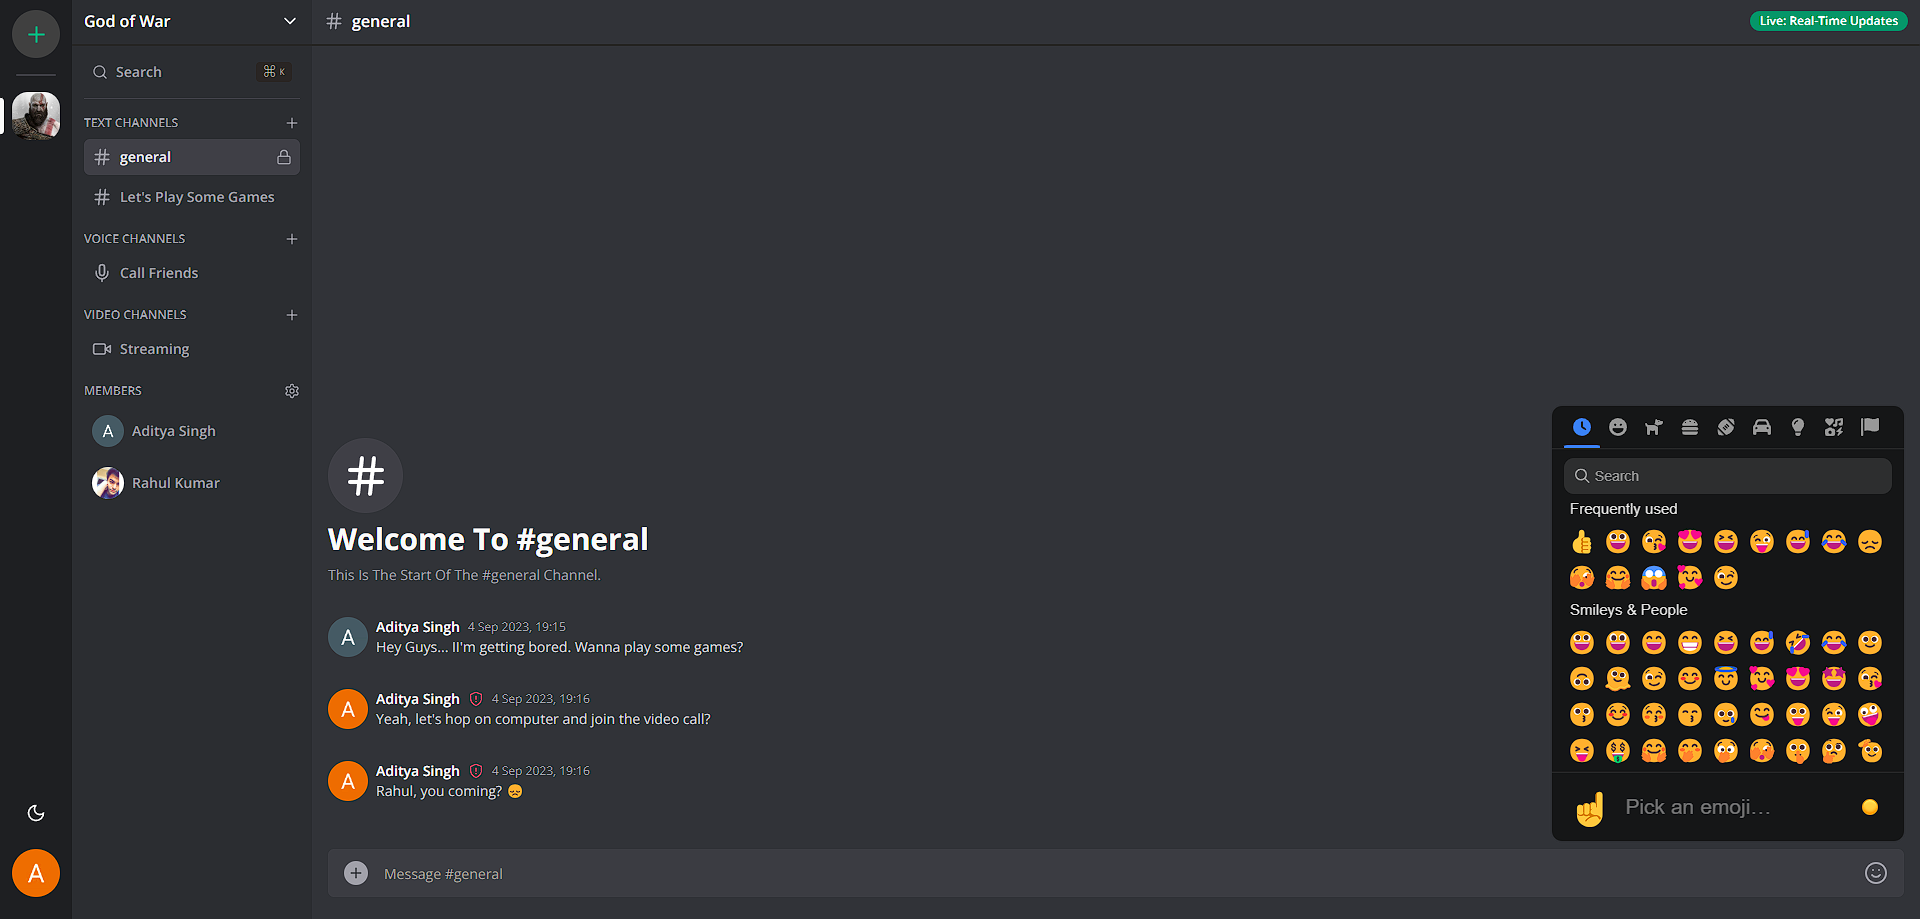 God of War
Search
⌘ K
TEXT CHANNELS
general
Let's Play Some Games
VOICE CHANNELS
Call Friends
VIDEO CHANNELS
Streaming
MEMBERS
A Aditya Singh
Rahul Kumar
A
# general
Live: Real-Time Updates
#
Welcome To #general
This Is The Start Of The #general Channel.
A
Aditya Singh 4 Sep 2023, 19:15
Hey Guys... II'm getting bored. Wanna play some games?
A
Aditya Singh 4 Sep 2023, 19:16
Yeah, let's hop on computer and join the video call?
A
Aditya Singh 4 Sep 2023, 19:16
Rahul, you coming? 😞
Message #general
Search
Frequently used
Smileys & People
Pick an emoji…